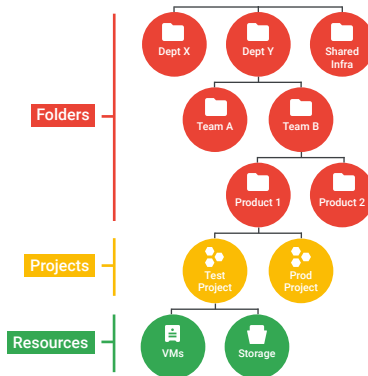 Dept X
Dept Y
Shared
Infra
Folders
Team A
Team B
Product 1
Product 2
Projects
Test
Project
Prod
Project
Resources
VMs
Storage